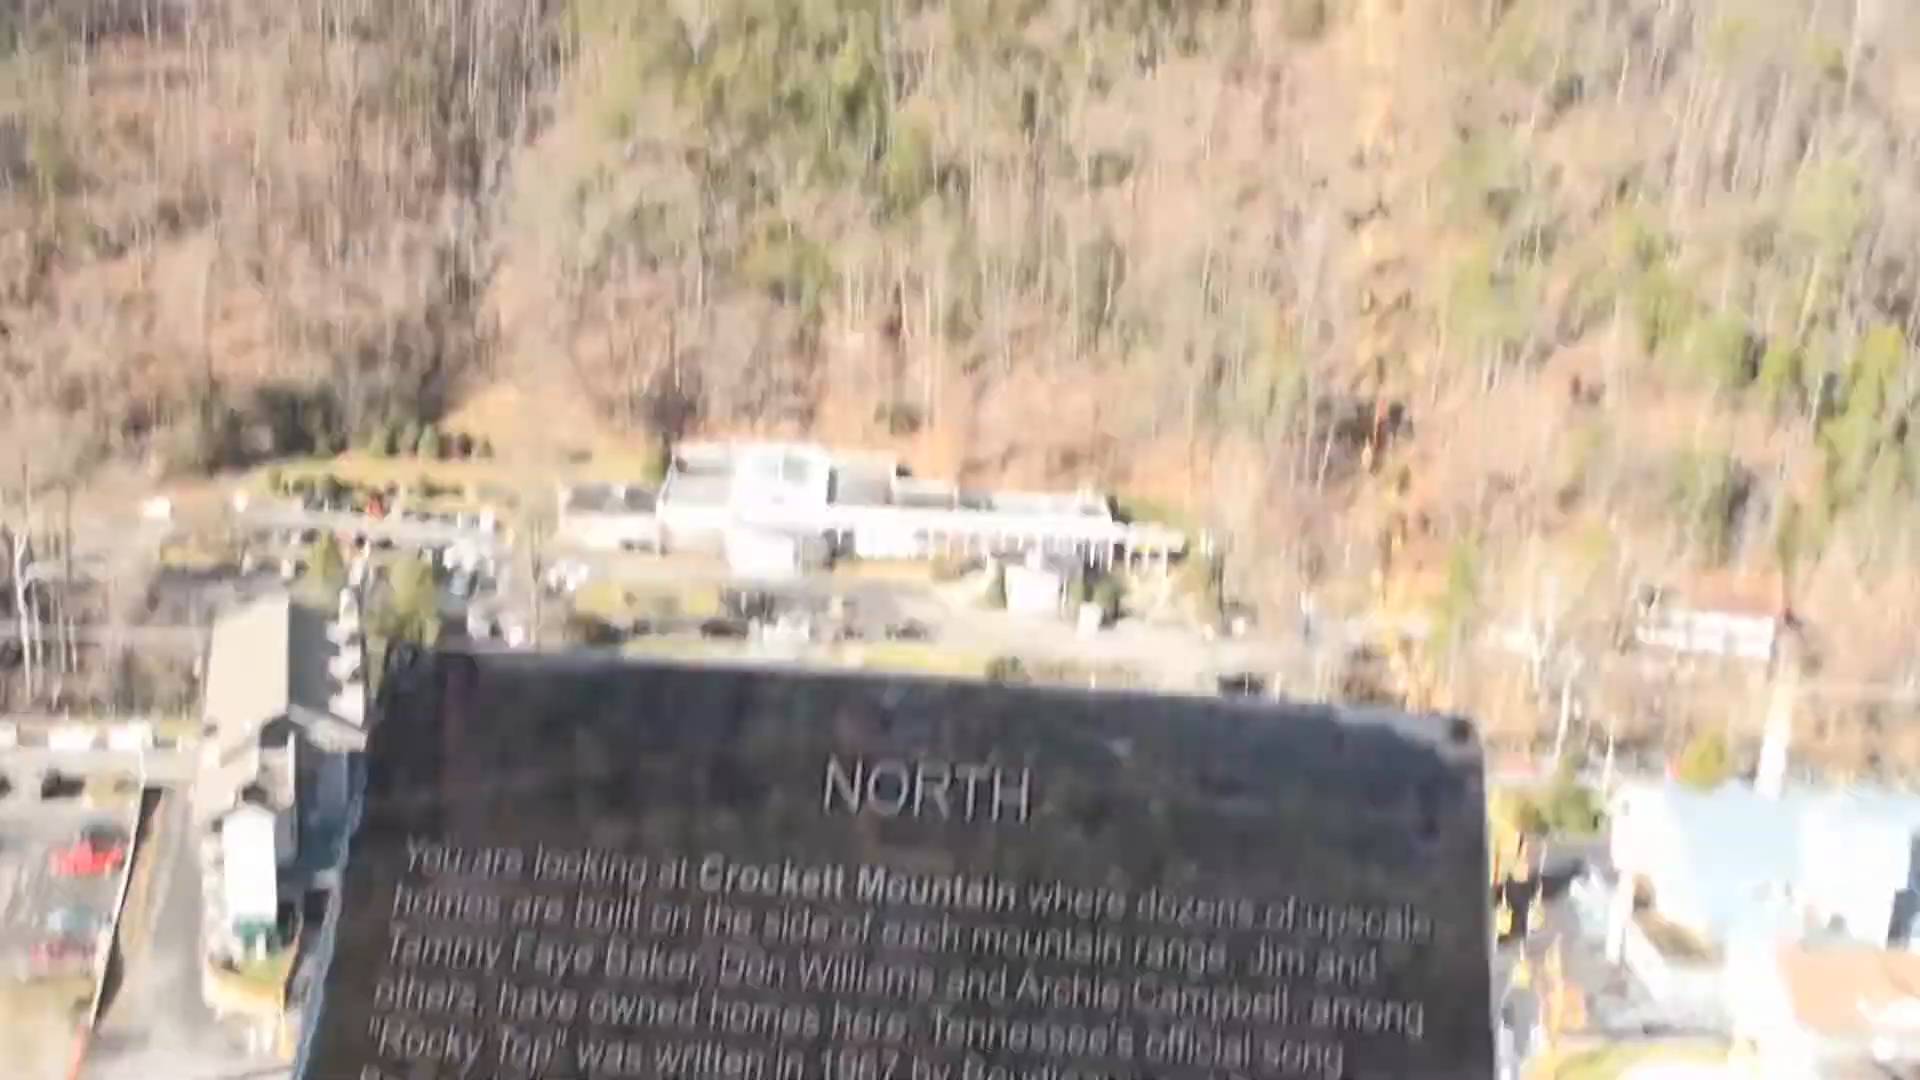 NORTH
You are looking at Crockett Mountain where dozens of upscale
homes are built on the side of each mountain range. Jim and
Tammy Faye Baker, Don Williams and Archie Campbell, among
others, have owned homes here. Tennessee's official song
"Rocky Top" was written in 1967 by